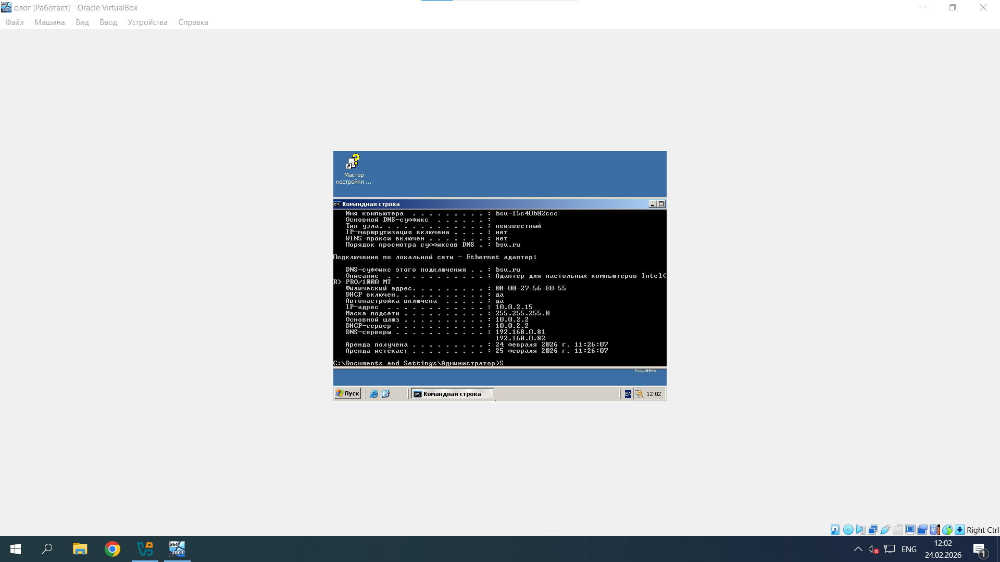 олог [Работает] - Oracle VirtualBox
Файл Машина Вид Ввод Устройства Справка
Мастер
настройки ...
Командная строка
Имя компьютера . . . . . . . . . : bsu-15c40b02ccc
Основной DNS-суффикс . . . . . . :
Тип узла. . . . . . . . . . . . . : неизвестный
IP-маршрутизация включена . . . . : нет
WINS-прокси включен . . . . . . . : нет
Порядок просмотра суффиксов DNS . : bsu.ru
Подключение по локальной сети - Ethernet адаптер:
DNS-суффикс этого подключения . . : bsu.ru
Описание . . . . . . . . . . . . : Адаптер для настольных компьютеров Intel(
R) PRO/1000 MT
Физический адрес. . . . . . . . . : 08-00-27-56-E0-55
DHCP включен. . . . . . . . . . . : да
Автонастройка включена . . . . . : да
IP-адрес . . . . . . . . . . . . : 10.0.2.15
Маска подсети . . . . . . . . . . : 255.255.255.0
Основной шлюз . . . . . . . . . . : 10.0.2.2
DHCP-сервер . . . . . . . . . . . : 10.0.2.2
DNS-серверы . . . . . . . . . . . : 192.168.0.81
192.168.0.82
Аренда получена . . . . . . . . . : 24 февраля 2026 г. 11:26:07
Аренда истекает . . . . . . . . . : 25 февраля 2026 г. 11:26:07
C:\Documents and Settings\Администратор>S
Корзина
Пуск Командная строка EN 12:02
Right Ctrl
x64 2003 ENG 12:02
24.02.2026
1